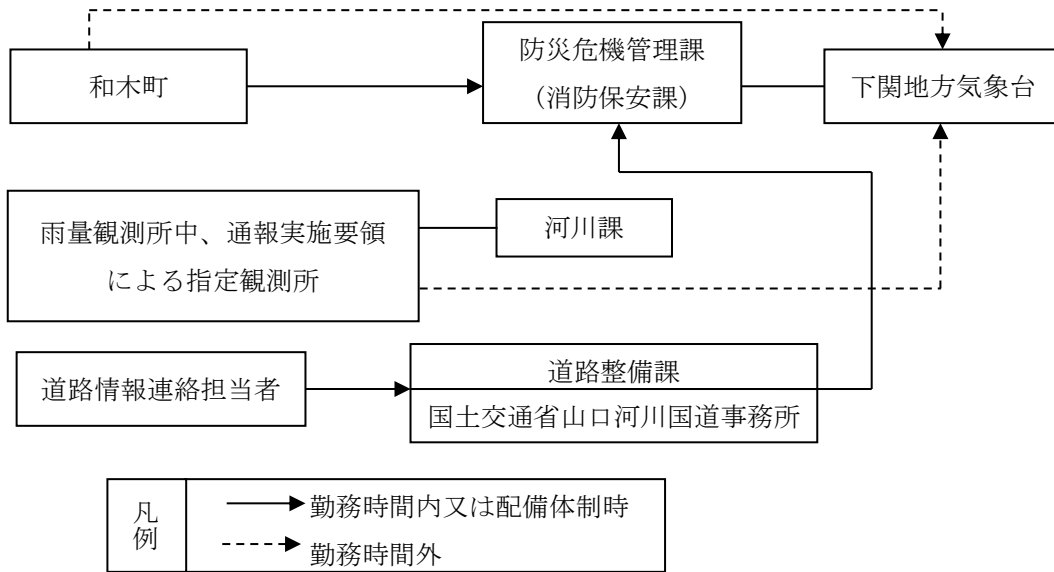 和木町
防災危機管理課
（消防保安課）
下関地方気象台
雨量観測所中、通報実施要領
による指定観測所
河川課
道路情報連絡担当者
道路整備課
国土交通省山口河川国道事務所
凡
例
勤務時間内又は配備体制時
勤務時間外